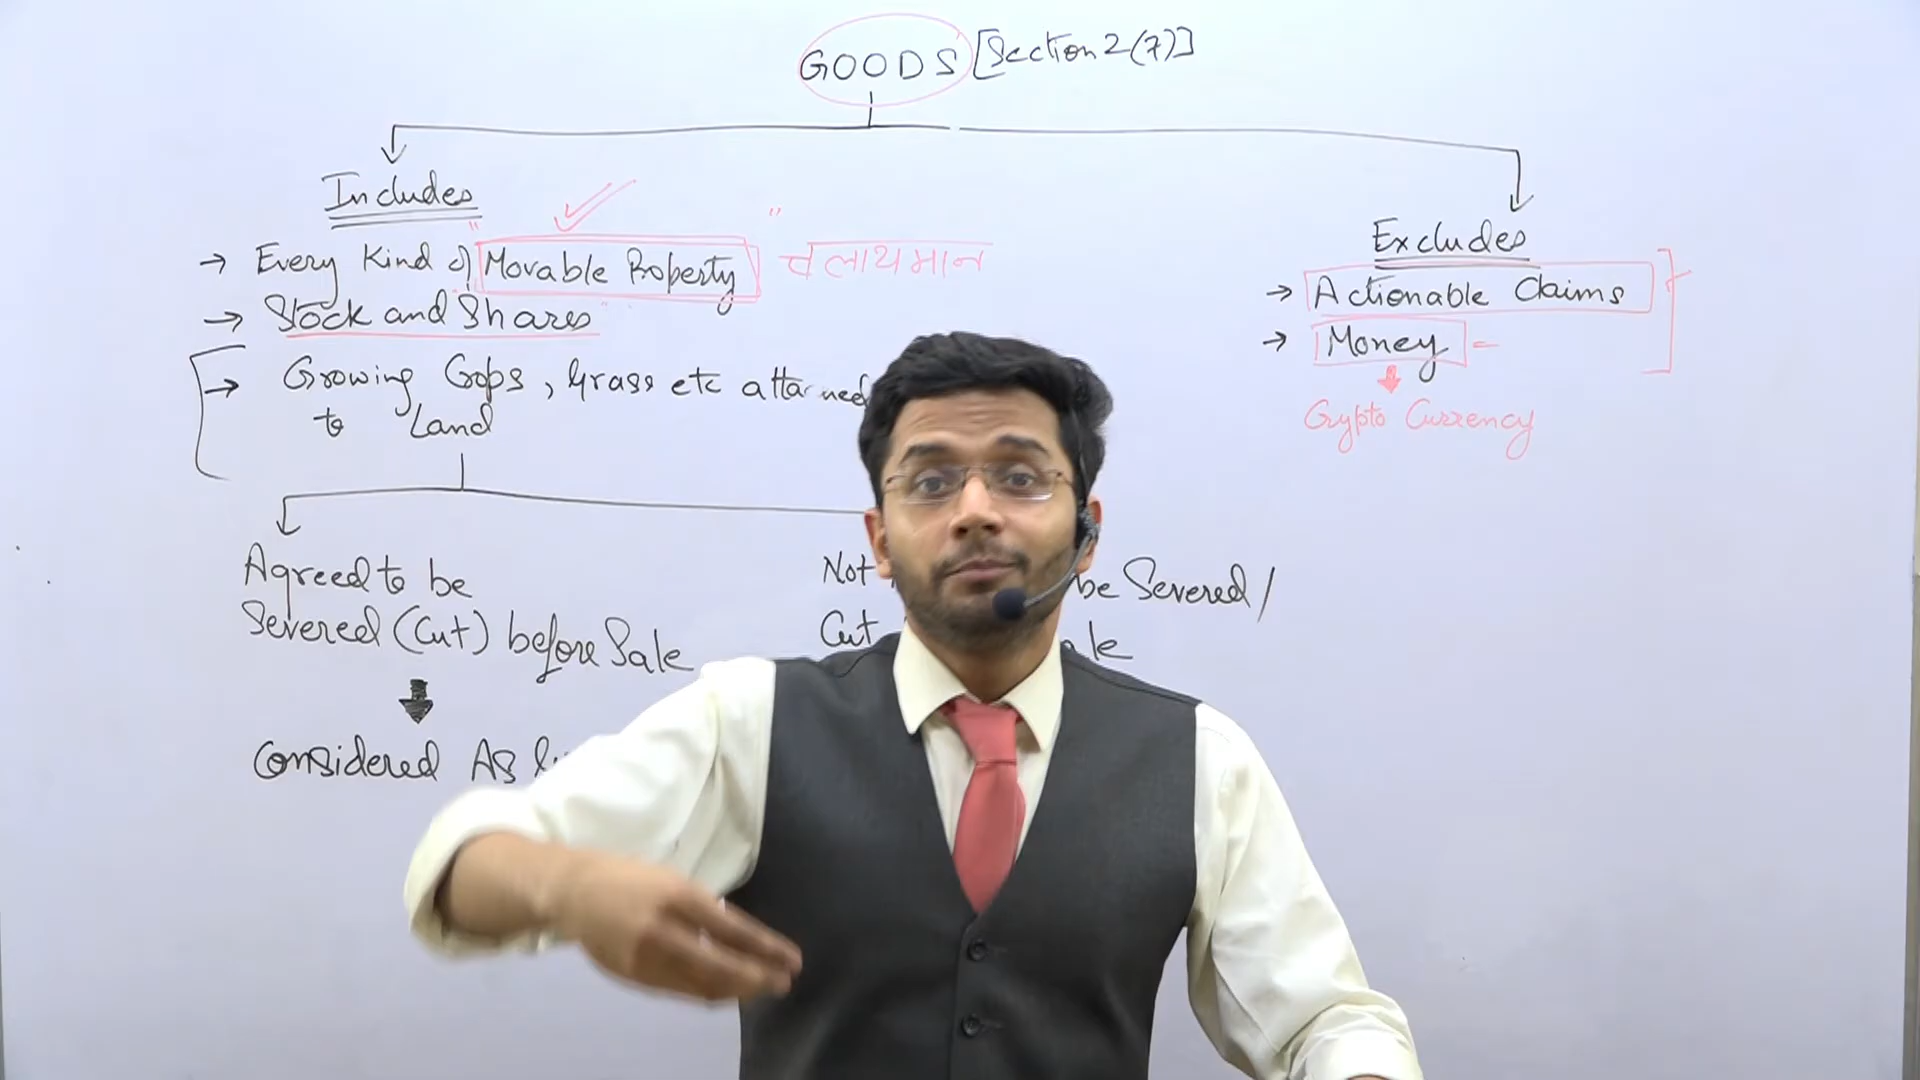 GOODS [Section 2(7)]
Includes
→ Every Kind of "Movable Property" चलायमान
→ Stock and Shares
→ Growing Crops, Grass etc
to Land
Agreed to be
Severed (Cut) before Sale
Considered As
Not be Severed /
Cut
Excludes
→ Actionable Claims
→ Money
Crypto Currency